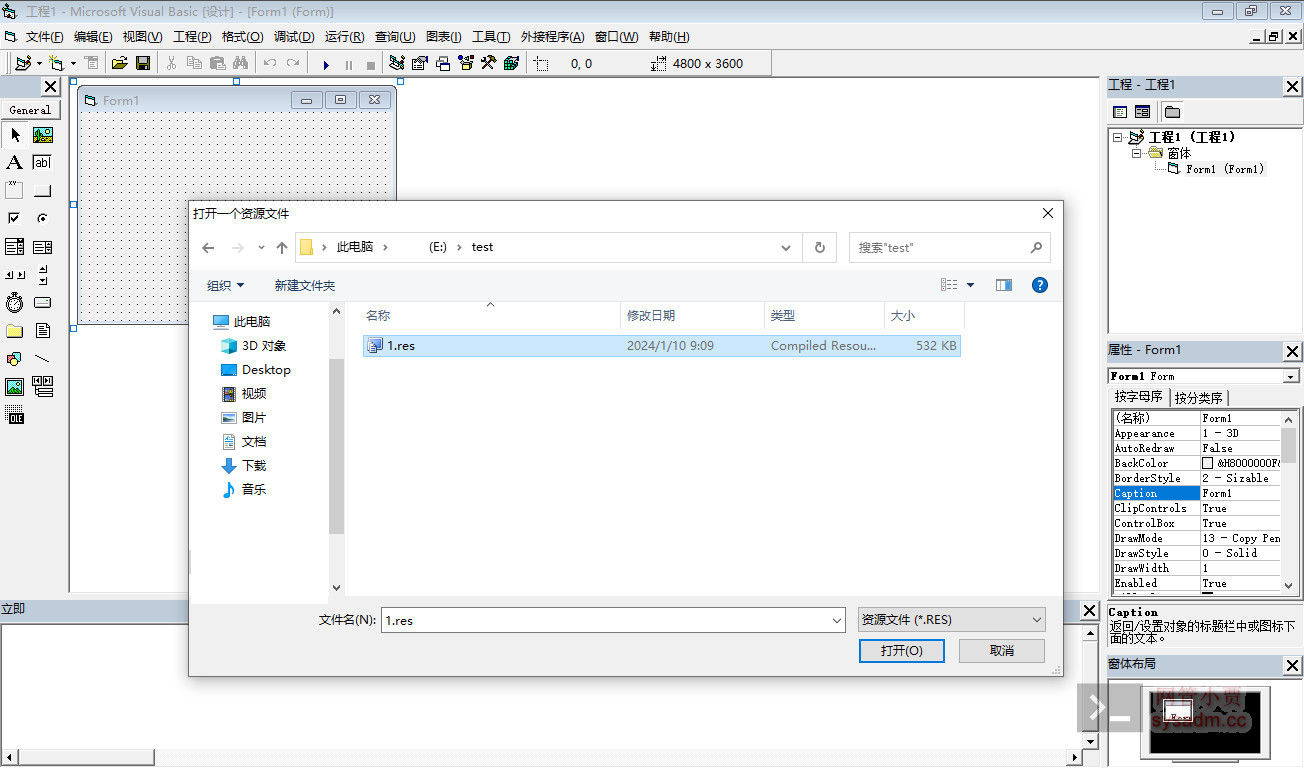 工程1 - Microsoft Visual Basic [设计] - [Form1 (Form)]
文件(F) 编辑(E) 视图(V) 工程(P) 格式(O) 调试(D) 运行(R) 查询(U) 图表(I) 工具(T) 外接程序(A) 窗口(W) 帮助(H)
0, 0 4800 x 3600
General
A
ab
xy
OLE
Form1
打开一个资源文件
此电脑 (E:) test
搜索"test"
组织 新建文件夹
此电脑
3D 对象
Desktop
视频
图片
文档
下载
音乐
名称 修改日期 类型 大小
1.res 2024/1/10 9:09 Compiled Resou... 532 KB
文件名(N): 1.res 资源文件 (*.RES)
打开(O) 取消
立即
工程 - 工程1
工程1 (工程1)
窗体
Form1 (Form1)
属性 - Form1
Form1 Form
按字母序 按分类序
(名称) Form1
Appearance 1 - 3D
AutoRedraw False
BackColor &H8000000F&
BorderStyle 2 - Sizable
Caption Form1
ClipControls True
ControlBox True
DrawMode 13 - Copy Pen
DrawStyle 0 - Solid
DrawWidth 1
Enabled True
Caption
返回/设置对象的标题栏中或图标下
面的文本。
窗体布局
网管小贾
sysadm.cc